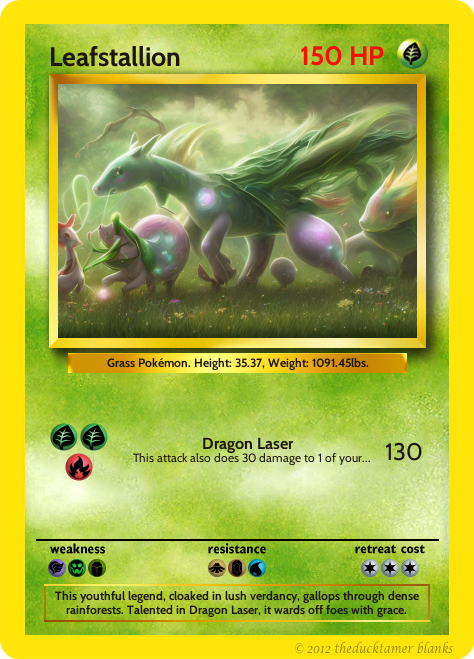 Leafstallion 150 HP
Grass Pokémon. Height: 35.37, Weight: 1091.45lbs.
Dragon Laser
This attack also does 30 damage to 1 of your... 130
weakness resistance retreat cost
This youthful legend, cloaked in lush verdancy, gallops through dense
rainforests. Talented in Dragon Laser, it wards off foes with grace.
© 2012 theducktamer blanks